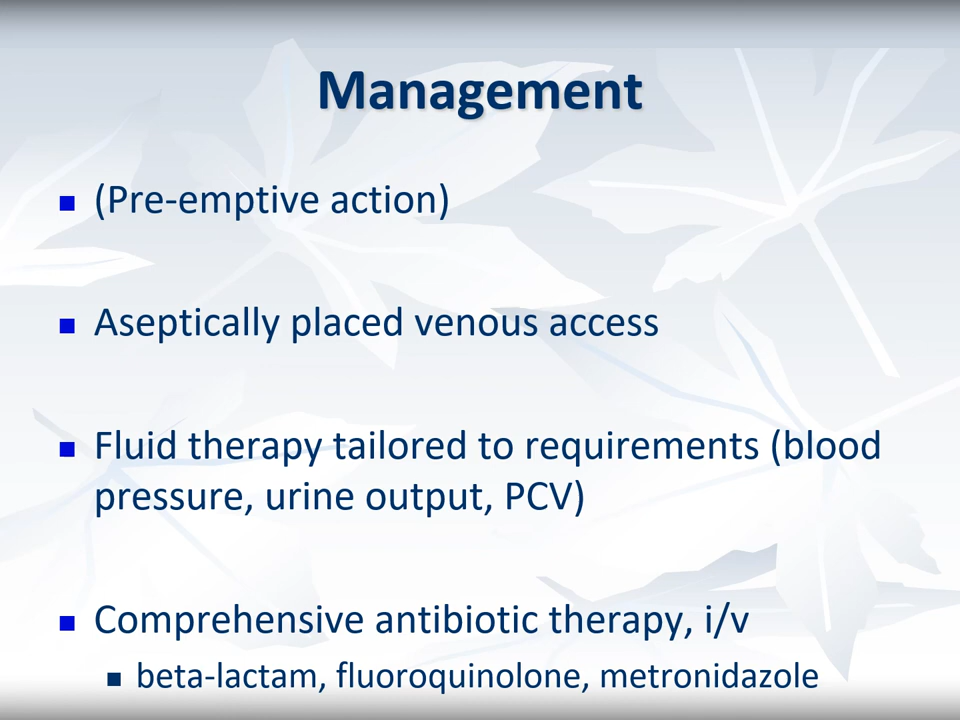 Management
(Pre-emptive action)
Aseptically placed venous access
Fluid therapy tailored to requirements (blood
pressure, urine output, PCV)
Comprehensive antibiotic therapy, i/v
beta-lactam, fluoroquinolone, metronidazole